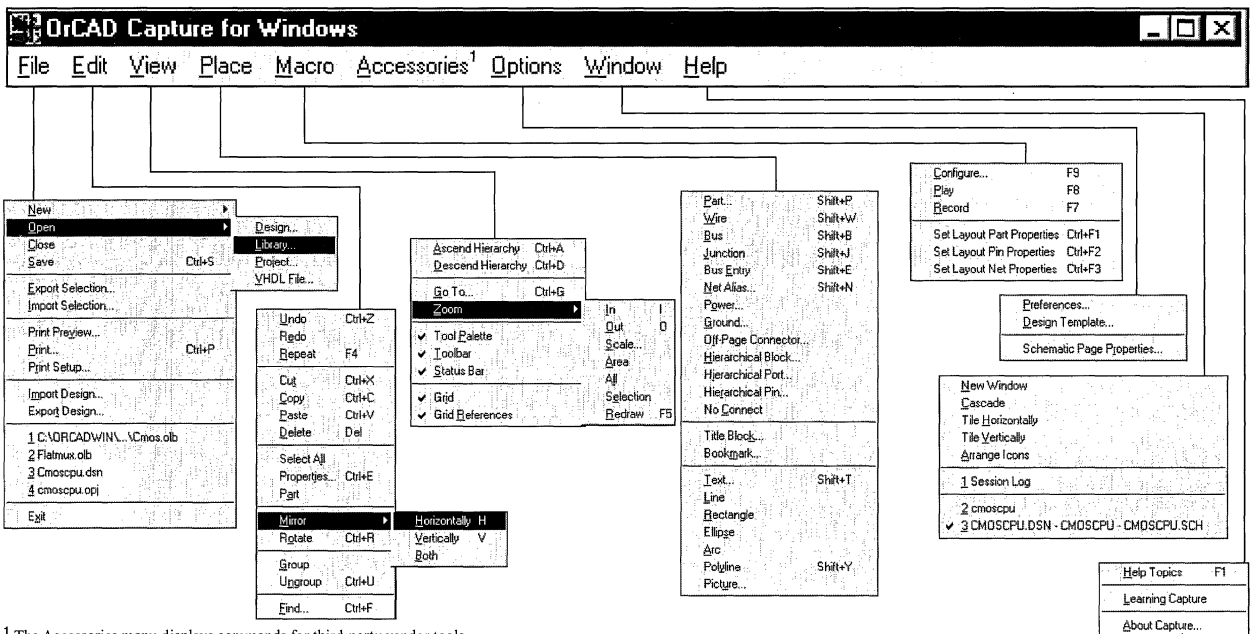 OrCAD Capture for Windows
File Edit View Place Macro Accessories¹ Options Window Help
New
Open
Close
Save Ctrl+S
Export Selection...
Import Selection...
Print Preview...
Print... Ctrl+P
Print Setup...
Import Design...
Export Design...
1 C:\ORCADWIN\...\Cmos.olb
2 Flatmux.olb
3 Cmoscpu.dsn
4 cmoscpu.opj
Exit
Design...
Library...
Project...
VHDL File...
Undo Ctrl+Z
Redo
Repeat F4
Cut Ctrl+X
Copy Ctrl+C
Paste Ctrl+V
Delete Del
Select All
Properties... Ctrl+E
Part
Mirror
Rotate Ctrl+R
Group
Ungroup Ctrl+U
Find... Ctrl+F
Horizontally H
Vertically V
Both
Ascend Hierarchy Ctrl+A
Descend Hierarchy Ctrl+D
Go To... Ctrl+G
Zoom
Tool Palette
Toolbar
Status Bar
Grid
Grid References
In I
Out O
Scale...
Area
All
Selection
Redraw F5
Part... Shift+P
Wire Shift+W
Bus Shift+B
Junction Shift+J
Bus Entry Shift+E
Net Alias... Shift+N
Power...
Ground...
Off-Page Connector...
Hierarchical Block...
Hierarchical Port...
Hierarchical Pin...
No Connect
Title Block...
Bookmark...
Text... Shift+T
Line
Rectangle
Ellipse
Arc
Polyline Shift+Y
Picture...
Configure... F9
Play F8
Record F7
Set Layout Part Properties Ctrl+F1
Set Layout Pin Properties Ctrl+F2
Set Layout Net Properties Ctrl+F3
Preferences...
Design Template...
Schematic Page Properties...
New Window
Cascade
Tile Horizontally
Tile Vertically
Arrange Icons
1 Session Log
2 cmoscpu
3 CMOSCPU.DSN - CMOSCPU - CMOSCPU.SCH
Help Topics F1
Learning Capture
About Capture...
¹ The Accessories menu displays commands for third-party vendor tools.